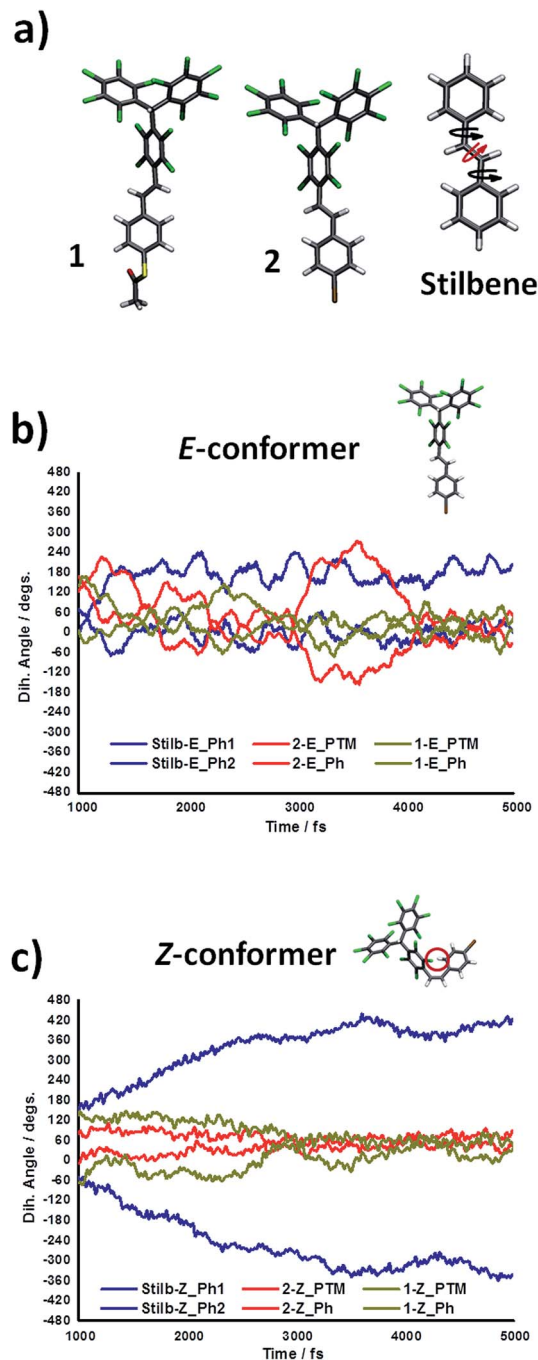 a)
1
2
Stilbene
b)
E-conformer
480
420
360
300
240
180
120
60
0
-60
-120
-180
-240
-300
-360
-420
-480
Dih. Angle / degs.
Stilb-E_Ph1 2-E_PTM 1-E_PTM
Stilb-E_Ph2 2-E_Ph 1-E_Ph
1000 2000 3000 4000 5000
Time / fs
c)
Z-conformer
480
420
360
300
240
180
120
60
0
-60
-120
-180
-240
-300
-360
-420
-480
Dih. Angle / degs.
Stilb-Z_Ph1 2-Z_PTM 1-Z_PTM
Stilb-Z_Ph2 2-Z_Ph 1-Z_Ph
1000 2000 3000 4000 5000
Time / fs